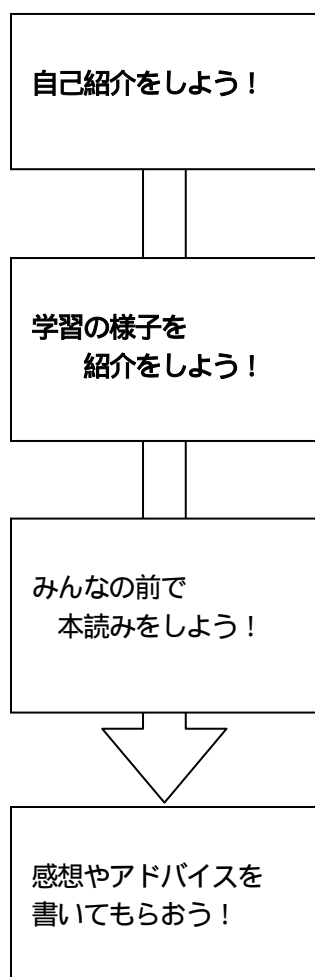 自己紹介をしよう！
学習の様子を
紹介をしよう！
みんなの前で
本読みをしよう！
感想やアドバイスを
書いてもらおう！